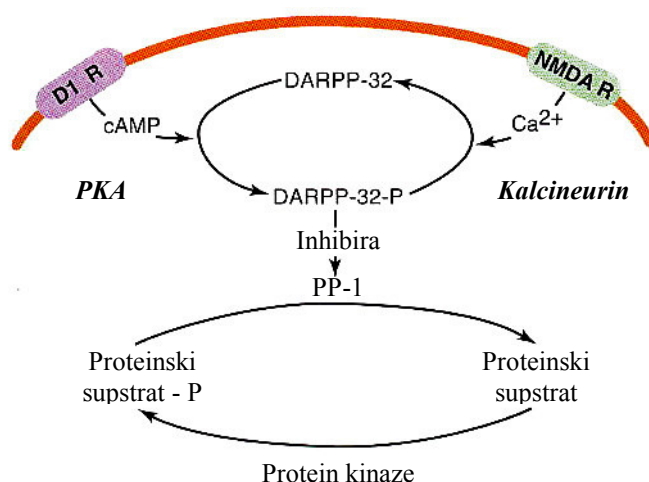 D1 R
NMDA R
DARPP-32
cAMP
Ca2+
PKA
DARPP-32-P
Kalcineurin
Inhibira
PP-1
Proteinski
supstrat - P
Proteinski
supstrat
Protein kinaze